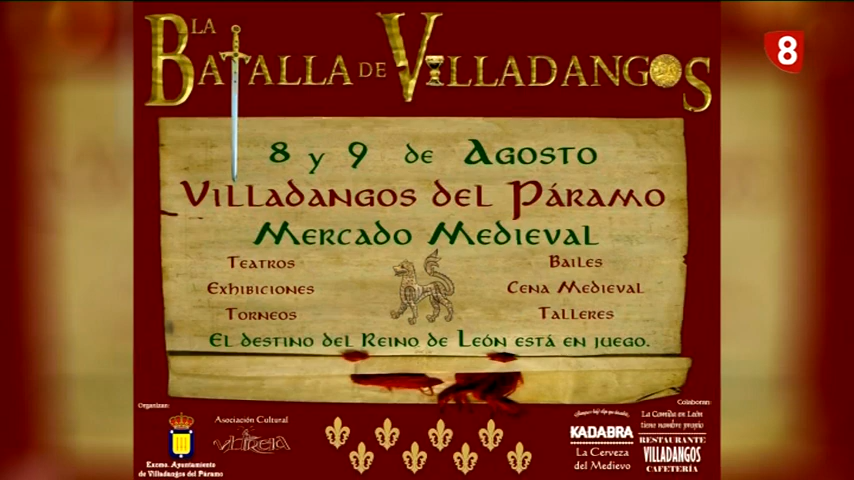 La
Batalla de Villadangos
8
8 y 9 de Agosto
Villadangos del Páramo
Mercado Medieval
Teatros
Bailes
Exhibiciones
Cena Medieval
Torneos
Talleres
El destino del Reino de León está en juego.
Organizan:
Colaboran:
Asociación Cultural
Excmo. Ayuntamiento
de Villadangos del Páramo
KADABRA
La Cerveza
del Medievo
La Comida en León
tiene nombre propio
RESTAURANTE
VILLADANGOS
CAFETERÍA